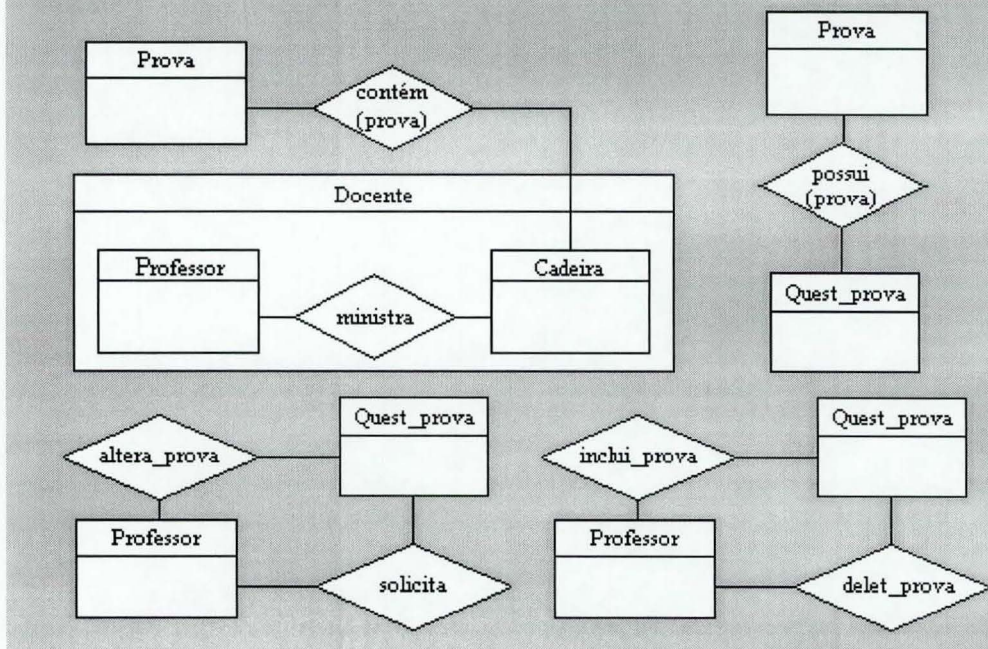 Prova
contém
(prova)
Docente
Professor
ministra
Cadeira
Prova
possui
(prova)
Quest_prova
altera_prova
Quest_prova
Professor
solicita
inclui_prova
Quest_prova
Professor
delet_prova